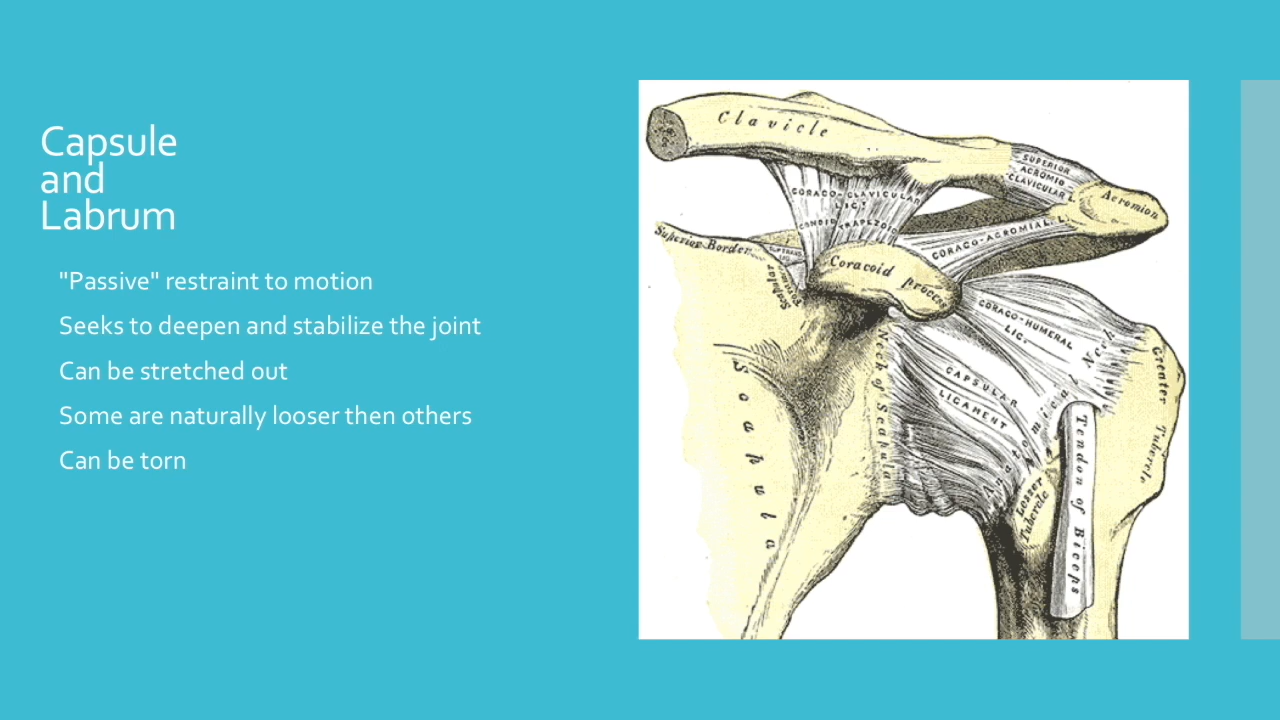 Capsule
and
Labrum
"Passive" restraint to motion
Seeks to deepen and stabilize the joint
Can be stretched out
Some are naturally looser then others
Can be torn
Clavicle
SUPERIOR
ACROMIO
CLAVICULAR L.
Acromion
CORACO-CLAVICULAR
LIG:
TRAPEZOID
CORACO-ACROMIAL L.
Superior Border
Coracoid process
CORACO-HUMERAL
LIG.
CAPSULAR
LIGAMENT
Neck of Scapula
Scapula
Anatomical Neck
Greater Tubercle
Lesser
Tubercle
Tendon of Biceps